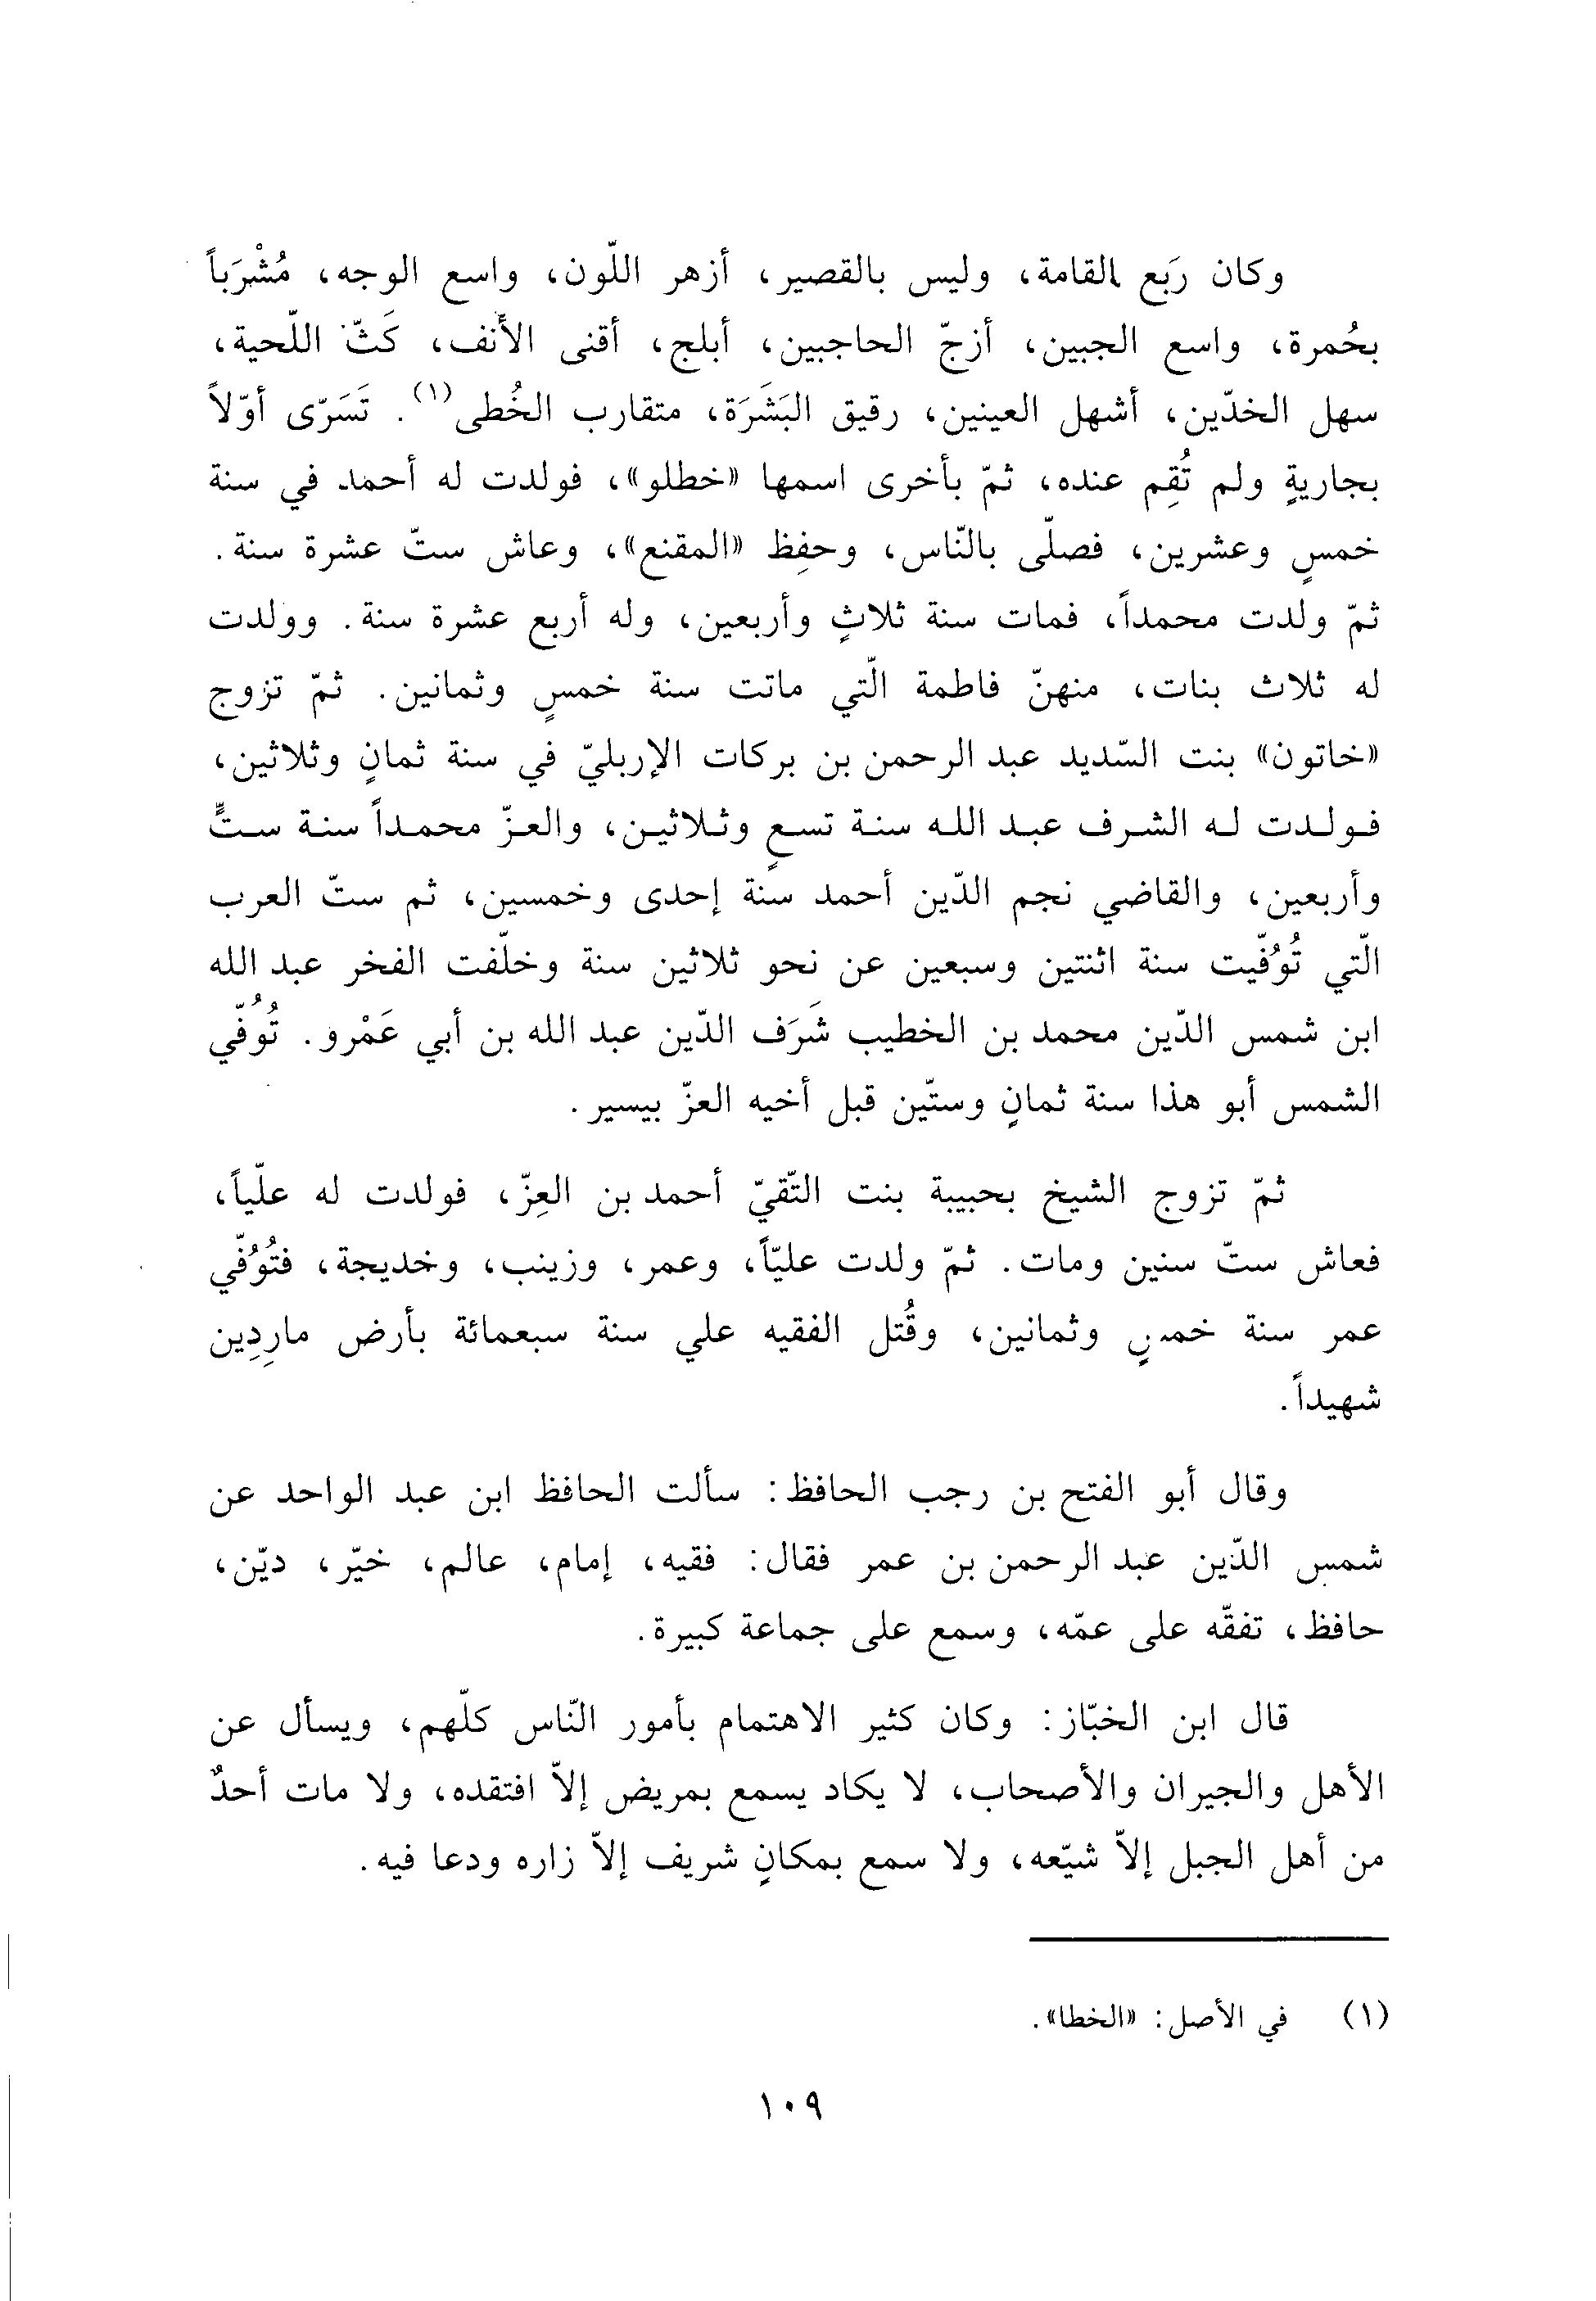 وكان رَبع القامة، وليس بالقصير، أزهر اللّون، واسع الوجه، مُشْرَباً
بحُمرة، واسع الجبين، أزجّ الحاجبين، أبلج، أقنى الأنف، كَثّ اللّحية،
سهل الخدّين، أشهل العينين، رقيق البَشَرَة، متقارب الخُطى(١). تَسَرّى أوّلاً
بجاريةٍ ولم تُقِم عنده، ثمّ بأخرى اسمها «خطلو»، فولدت له أحمد في سنة
خمسٍ وعشرين، فصلّى بالنّاس، وحفِظ «المقنع»، وعاش ستّ عشرة سنة.
ثمّ ولدت محمداً، فمات سنة ثلاثٍ وأربعين، وله أربع عشرة سنة. وولدت
له ثلاث بنات، منهنّ فاطمة الّتي ماتت سنة خمسٍ وثمانين. ثمّ تزوج
«خاتون» بنت السّديد عبد الرحمن بن بركات الإربليّ في سنة ثمانٍ وثلاثين،
فولدت له الشرف عبد الله سنة تسعٍ وثلاثين، والعزّ محمداً سنة ستٍّ
وأربعين، والقاضي نجم الدّين أحمد سنة إحدى وخمسين، ثم ستّ العرب
الّتي تُوُفّيت سنة اثنتين وسبعين عن نحو ثلاثين سنة وخلّفت الفخر عبد الله
ابن شمس الدّين محمد بن الخطيب شَرَف الدّين عبد الله بن أبي عَمْرو. تُوُفّي
الشمس أبو هذا سنة ثمانٍ وستّين قبل أخيه العزّ بيسير.
ثمّ تزوج الشيخ بحبيبة بنت التّقيّ أحمد بن العِزّ، فولدت له علّياً،
فعاش ستّ سنين ومات. ثمّ ولدت عليّاً، وعمر، وزينب، وخديجة، فتُوُفّي
عمر سنة خمسٍ وثمانين، وقُتل الفقيه علي سنة سبعمائة بأرض مارِدِين
شهيداً.
وقال أبو الفتح بن رجب الحافظ: سألت الحافظ ابن عبد الواحد عن
شمس الدّين عبد الرحمن بن عمر فقال: فقيه، إمام، عالم، خيّر، ديّن،
حافظ، تفقّه على عمّه، وسمع على جماعة كبيرة.
قال ابن الخبّاز: وكان كثير الاهتمام بأمور النّاس كلّهم، ويسأل عن
الأهل والجيران والأصحاب، لا يكاد يسمع بمريض إلاّ افتقده، ولا مات أحدٌ
من أهل الجبل إلاّ شيّعه، ولا سمع بمكانٍ شريف إلاّ زاره ودعا فيه.
(١) في الأصل: «الخطا».
١٠٩